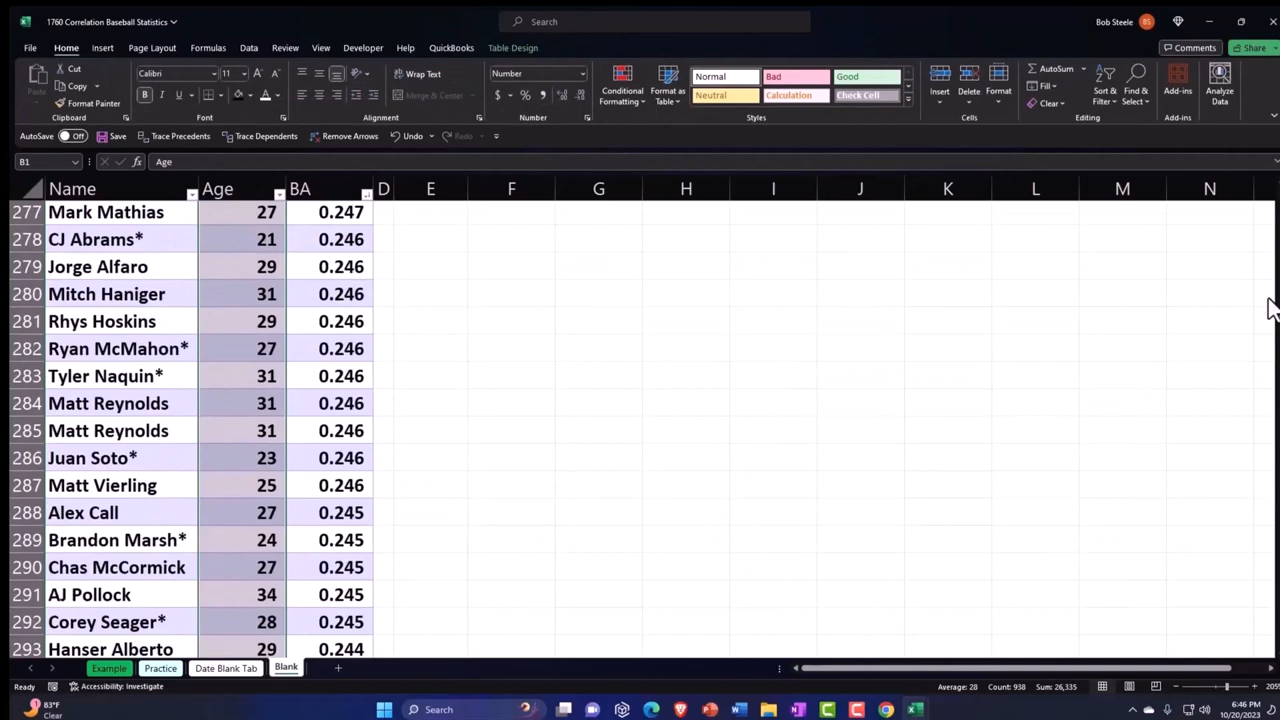 1760 Correlation Baseball Statistics
Search
Bob Steele
BS
File Home Insert Page Layout Formulas Data Review View Developer Help QuickBooks Table Design
Comments
Share
Paste
Cut
Copy
Format Painter
Clipboard
Calibri
11
B I U
Font
Wrap Text
Merge & Center
Alignment
Number
$ % ,
Number
Conditional Formatting
Format as Table
Normal Bad Good
Neutral Calculation Check Cell
Styles
Insert
Delete
Format
Cells
AutoSum
Fill
Clear
Sort & Filter
Find & Select
Editing
Add-ins
Add-ins
Analyze Data
AutoSave Off Save Trace Precedents Trace Dependents Remove Arrows Undo Redo
B1 fx Age
Name Age BA D E F G H I J K L M N
277 Mark Mathias 27 0.247
278 CJ Abrams* 21 0.246
279 Jorge Alfaro 29 0.246
280 Mitch Haniger 31 0.246
281 Rhys Hoskins 29 0.246
282 Ryan McMahon* 27 0.246
283 Tyler Naquin* 31 0.246
284 Matt Reynolds 31 0.246
285 Matt Reynolds 31 0.246
286 Juan Soto* 23 0.246
287 Matt Vierling 25 0.246
288 Alex Call 27 0.245
289 Brandon Marsh* 24 0.245
290 Chas McCormick 27 0.245
291 AJ Pollock 34 0.245
292 Corey Seager* 28 0.245
293 Hanser Alberto 29 0.244
Example Practice Date Blank Tab Blank
Ready Accessibility: Investigate Average: 28 Count: 938 Sum: 26,335
83°F
Clear
Search
6:46 PM
10/20/2023